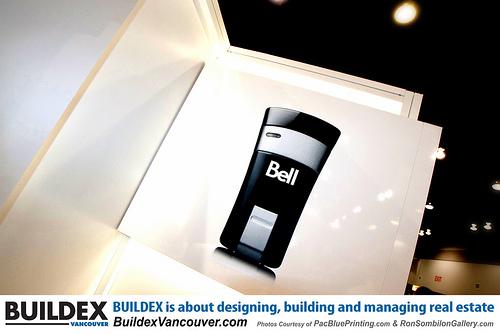 Bell
BUILDEX
VANCOUVER
BUILDEX is about designing, building and managing real estate
BuildexVancouver.com
Photos Courtesy of PacBluePrinting.com & RonSombilonGallery.com